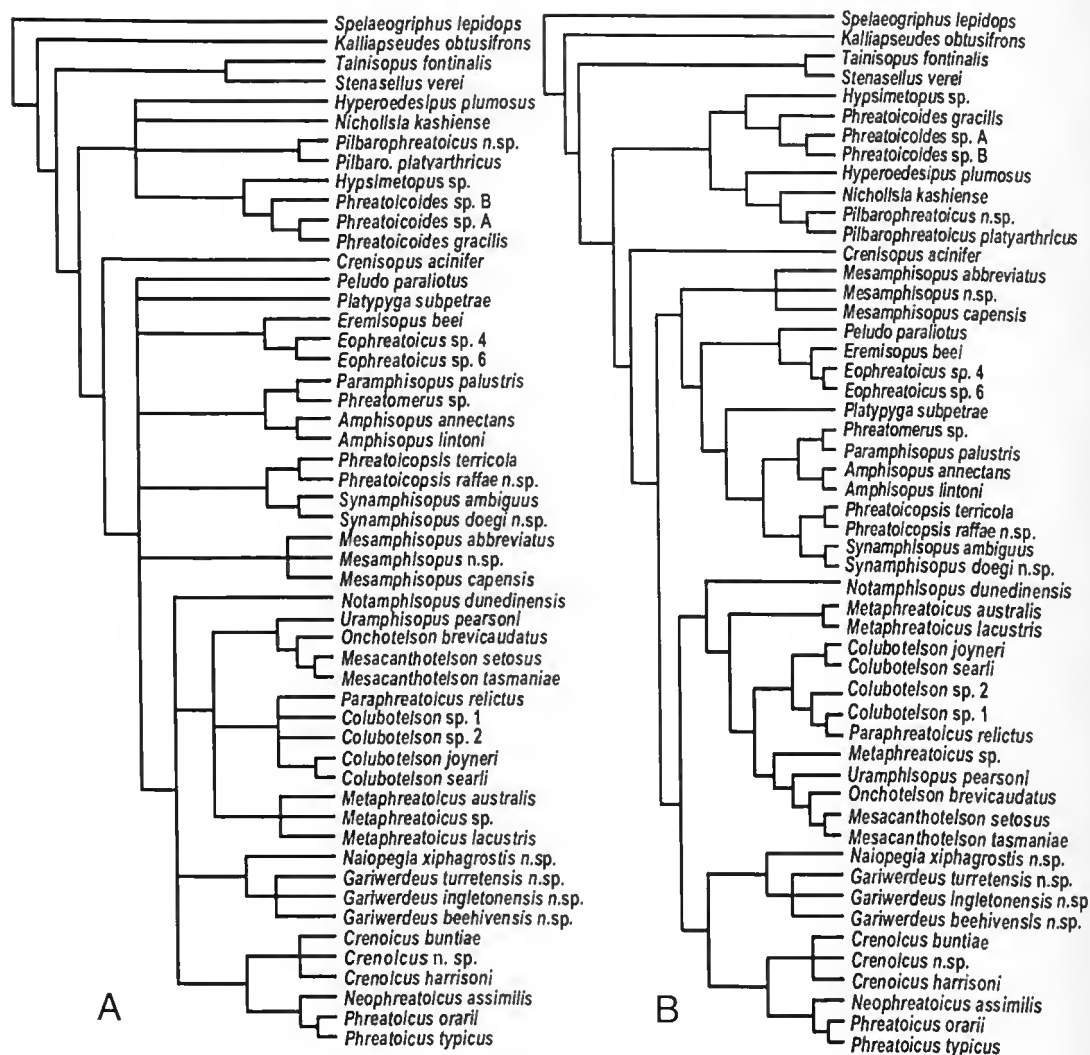 Spelaeogriphus lepidops
Kalliapseudes obtusifrons
Tainisopus fontinalis
Stenasellus verei
Hyperoedesipus plumosus
Nichollsia kashiense
Pilbarophreatoicus n.sp.
Pilbaro. platyarthricus
Hypsimetopus sp.
Phreatoicoides sp. B
Phreatoicoides sp. A
Phreatoicoides gracilis
Crenisopus acinifer
Peludo paraliotus
Platypyga subpetrae
Eremisopus beei
Eophreatoicus sp. 4
Eophreatoicus sp. 6
Paramphisopus palustris
Phreatomerus sp.
Amphisopus annectans
Amphisopus lintoni
Phreatoicopsis terricola
Phreatoicopsis raffae n.sp.
Synamphisopus ambiguus
Synamphisopus doegi n.sp.
Mesamphisopus abbreviatus
Mesamphisopus n.sp.
Mesamphisopus capensis
Notamphisopus dunedinensis
Uramphisopus pearsoni
Onchotelson brevicaudatus
Mesacanthotelson setosus
Mesacanthotelson tasmaniae
Paraphreatoicus relictus
Colubotelson sp. 1
Colubotelson sp. 2
Colubotelson joyneri
Colubotelson searli
Metaphreatoicus australis
Metaphreatoicus sp.
Metaphreatoicus lacustris
Naiopegia xiphagrostis n.sp.
Gariwerdeus turretensis n.sp.
Gariwerdeus ingletonensis n.sp.
Gariwerdeus beehivensis n.sp.
Crenoicus buntiae
Crenoicus n. sp.
Crenoicus harrisoni
Neophreatoicus assimilis
Phreatoicus orarii
Phreatoicus typicus
A
Spelaeogriphus lepidops
Kalliapseudes obtusifrons
Tainisopus fontinalis
Stenasellus verei
Hypsimetopus sp.
Phreatoicoides gracilis
Phreatoicoides sp. A
Phreatoicoides sp. B
Hyperoedesipus plumosus
Nichollsia kashiense
Pilbarophreatoicus n.sp.
Pilbarophreatoicus platyarthricus
Crenisopus acinifer
Mesamphisopus abbreviatus
Mesamphisopus n.sp.
Mesamphisopus capensis
Peludo paraliotus
Eremisopus beei
Eophreatoicus sp. 4
Eophreatoicus sp. 6
Platypyga subpetrae
Phreatomerus sp.
Paramphisopus palustris
Amphisopus annectans
Amphisopus lintoni
Phreatoicopsis terricola
Phreatoicopsis raffae n.sp.
Synamphisopus ambiguus
Synamphisopus doegi n.sp.
Notamphisopus dunedinensis
Metaphreatoicus australis
Metaphreatoicus lacustris
Colubotelson joyneri
Colubotelson searli
Colubotelson sp. 2
Colubotelson sp. 1
Paraphreatoicus relictus
Metaphreatoicus sp.
Uramphisopus pearsoni
Onchotelson brevicaudatus
Mesacanthotelson setosus
Mesacanthotelson tasmaniae
Naiopegia xiphagrostis n.sp.
Gariwerdeus turretensis n.sp.
Gariwerdeus ingletonensis n.sp
Gariwerdeus beehivensis n.sp.
Crenoicus buntiae
Crenoicus n.sp.
Crenoicus harrisoni
Neophreatoicus assimilis
Phreatoicus orarii
Phreatoicus typicus
B